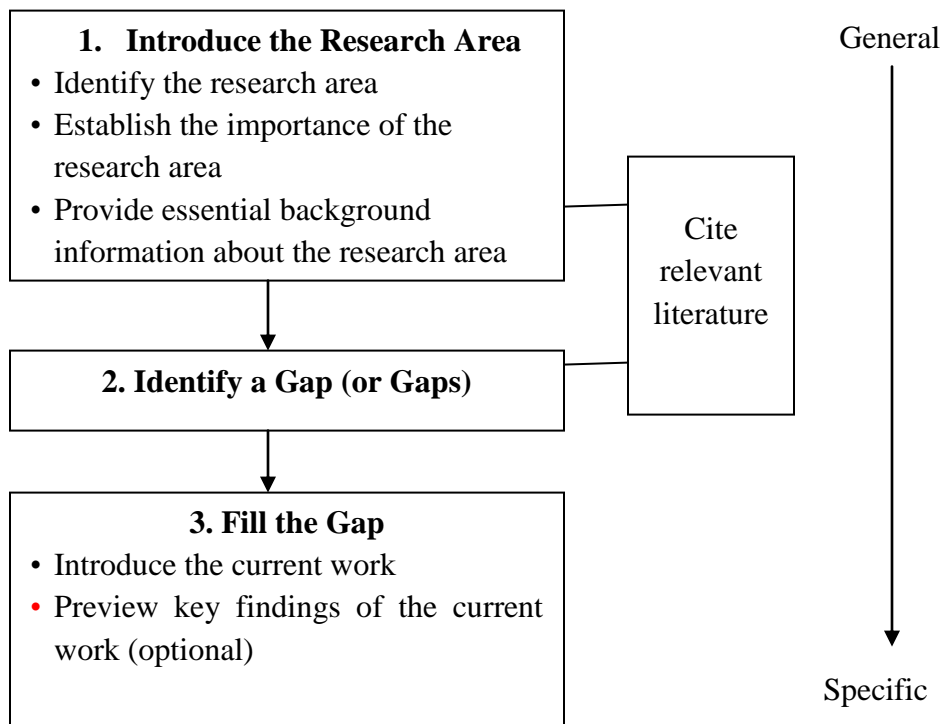 1. Introduce the Research Area
• Identify the research area
• Establish the importance of the
research area
• Provide essential background
information about the research area
General
Cite
relevant
literature
2. Identify a Gap (or Gaps)
3. Fill the Gap
• Introduce the current work
• Preview key findings of the current
work (optional)
Specific